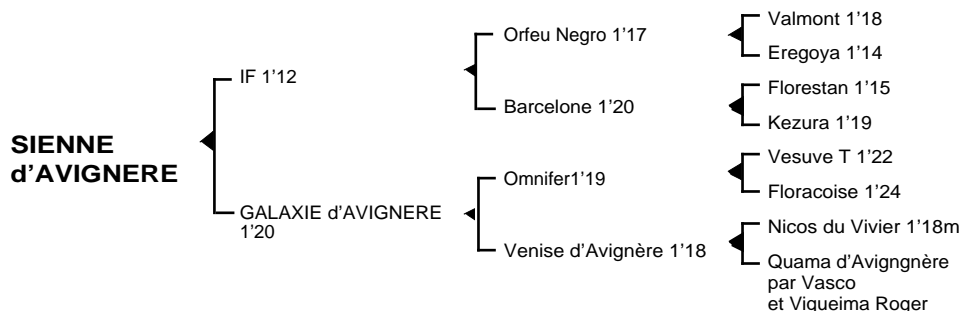 SIENNE
d’AVIGNERE
IF 1’12
GALAXIE d’AVIGNERE
1’20
Orfeu Negro 1’17
Barcelone 1’20
Omnifer1’19
Venise d’Avignère 1’18
Valmont 1’18
Eregoya 1’14
Florestan 1’15
Kezura 1’19
Vesuve T 1’22
Floracoise 1’24
Nicos du Vivier 1’18m
Quama d’Avigngnère
par Vasco
et Viqueima Roger